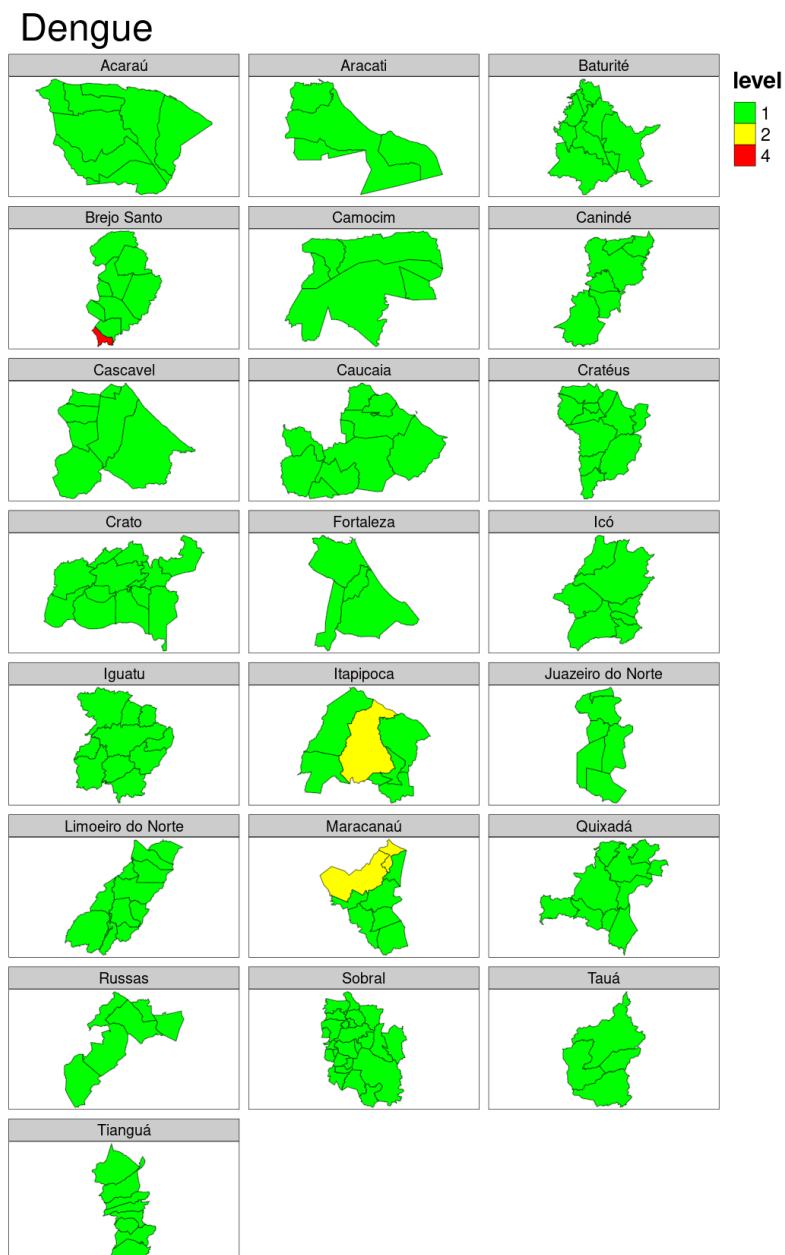 Dengue
Acaraú
Aracati
Baturité
level
1
2
4
Brejo Santo
Camocim
Canindé
Cascavel
Caucaia
Cratéus
Crato
Fortaleza
Icó
Iguatu
Itapipoca
Juazeiro do Norte
Limoeiro do Norte
Maracanaú
Quixadá
Russas
Sobral
Tauá
Tianguá